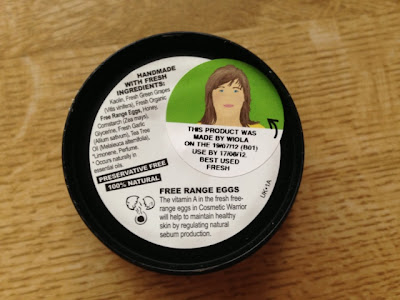 HANDMADE
WITH FRESH
INGREDIENTS:
Kaolin, Fresh Green Grapes
(Vitis vinifera), Fresh Organic
Free Range Eggs, Honey,
Cornstarch (Zea mays),
Glycerine, Fresh Garlic
(Allium sativum), Tea Tree
Oil (Melaleuca alternifolia),
*Limonene, Perfume.
* Occurs naturally in
essential oils.
PRESERVATIVE FREE
100% NATURAL
THIS PRODUCT WAS
MADE BY WIOLA
ON THE 19/07/12 (B01)
USE BY 17/08/12.
BEST USED
FRESH
FREE RANGE EGGS
The vitamin A in the fresh free-
range eggs in Cosmetic Warrior
will help to maintain healthy
skin by regulating natural
sebum production.